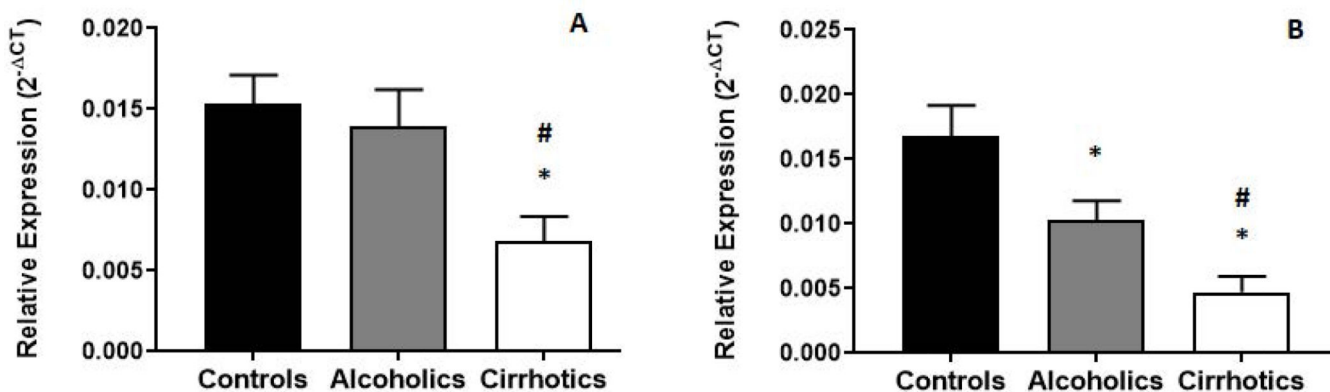 A
Relative Expression (2^-ΔCT)
0.020
0.015
0.010
0.005
0.000
#
*
Controls Alcoholics Cirrhotics
B
Relative Expression (2^-ΔCT)
0.025
0.020
0.015
0.010
0.005
0.000
*
#
*
Controls Alcoholics Cirrhotics